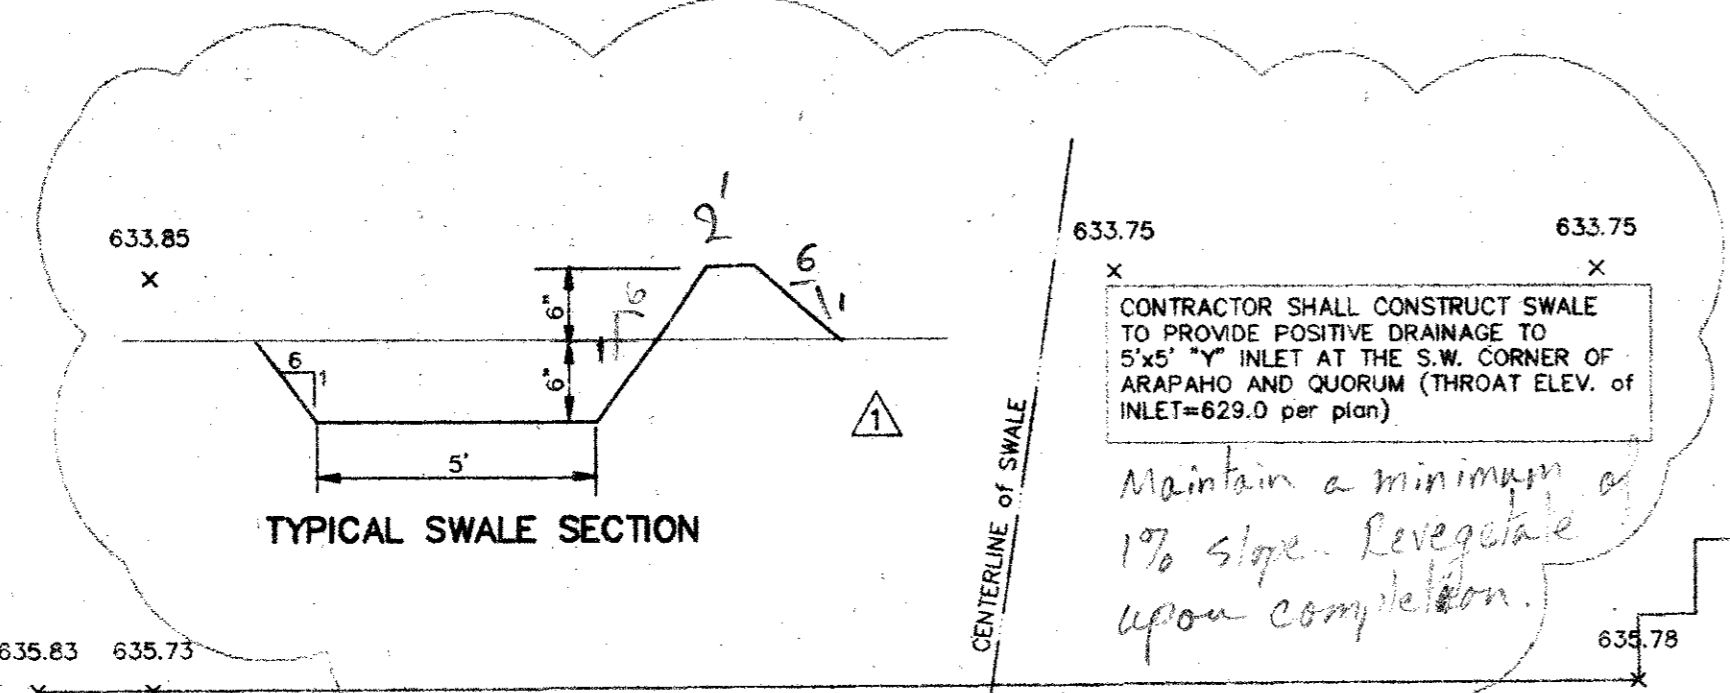 633.85
2'
6
1
633.75
633.75
6"
6
1
6"
6
1
5'
TYPICAL SWALE SECTION
1
CENTERLINE of SWALE
CONTRACTOR SHALL CONSTRUCT SWALE
TO PROVIDE POSITIVE DRAINAGE TO
5'x5' "Y" INLET AT THE S.W. CORNER OF
ARAPAHO AND QUORUM (THROAT ELEV. of
INLET=629.0 per plan)
Maintain a minimum of
1% slope. Revegetate
upon completion.
635.83
635.73
635.78